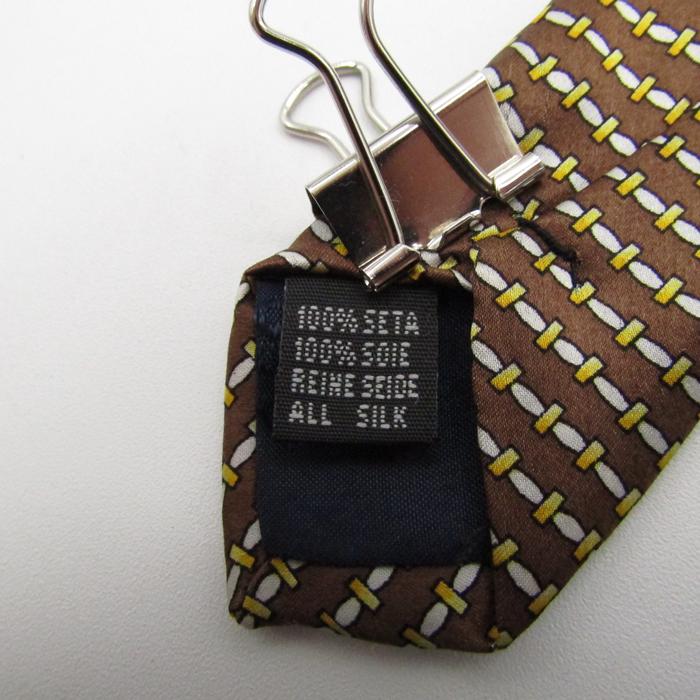 100% SETA
100% SOIE
REINE SEIDE
ALL SILK